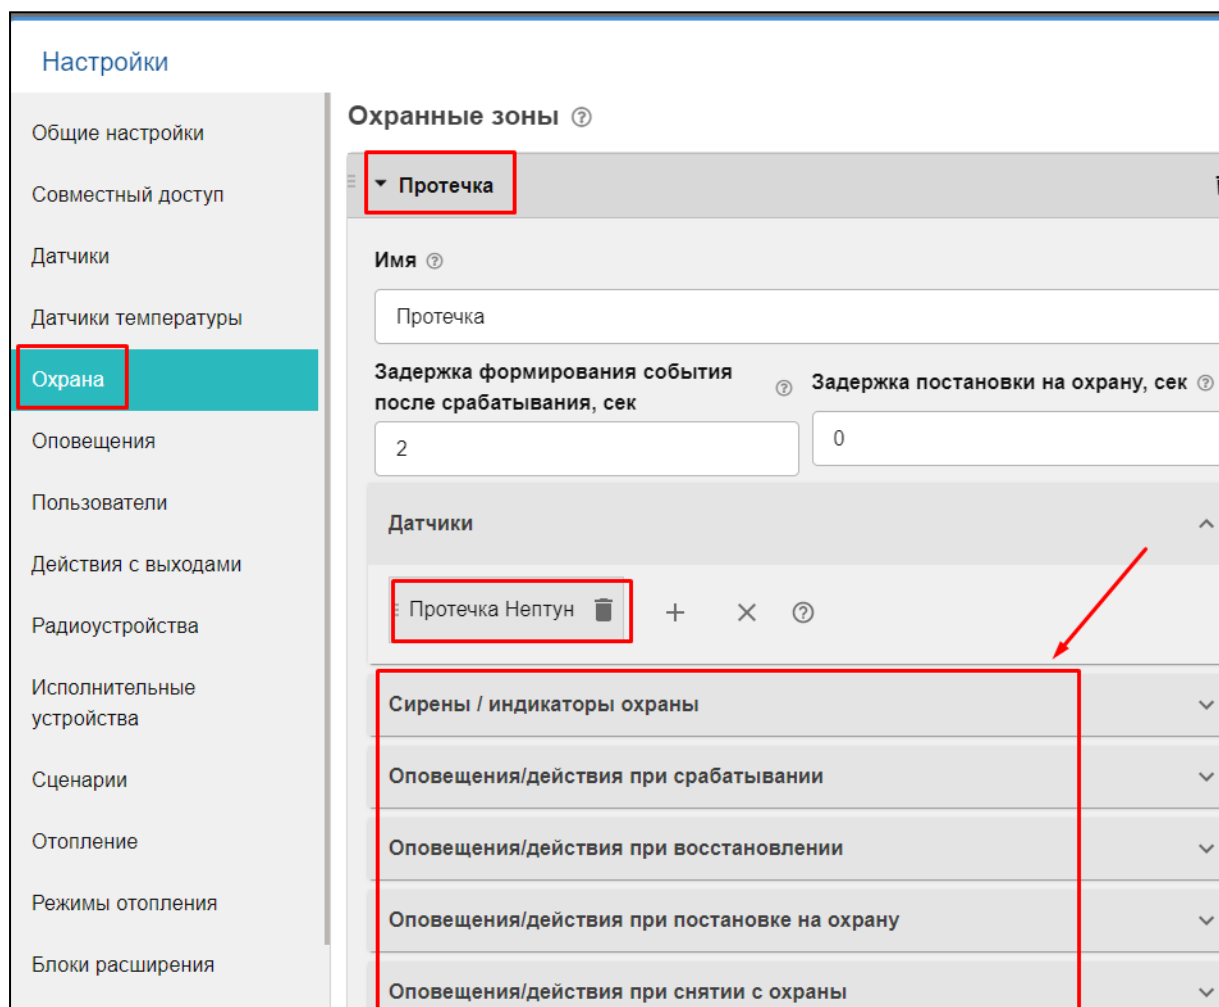 Настройки
Общие настройки
Совместный доступ
Датчики
Датчики температуры
Охрана
Оповещения
Пользователи
Действия с выходами
Радиоустройства
Исполнительные
устройства
Сценарии
Отопление
Режимы отопления
Блоки расширения
Охранные зоны
Протечка
Имя
Протечка
Задержка формирования события
после срабатывания, сек
2
Задержка постановки на охрану, сек
0
Датчики
Протечка Нептун
Сирены / индикаторы охраны
Оповещения/действия при срабатывании
Оповещения/действия при восстановлении
Оповещения/действия при постановке на охрану
Оповещения/действия при снятии с охраны